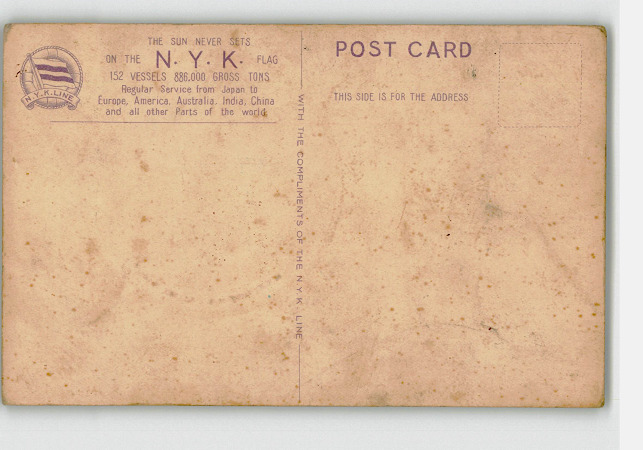 THE SUN NEVER SETS
ON THE N.Y.K. FLAG
152 VESSELS 886,000 GROSS TONS
Regular Service from Japan to
Europe, America, Australia, India, China
and all other Parts of the world
N.Y.K.LINE
WITH THE COMPLIMENTS OF THE N.Y.K. LINE
POST CARD
THIS SIDE IS FOR THE ADDRESS